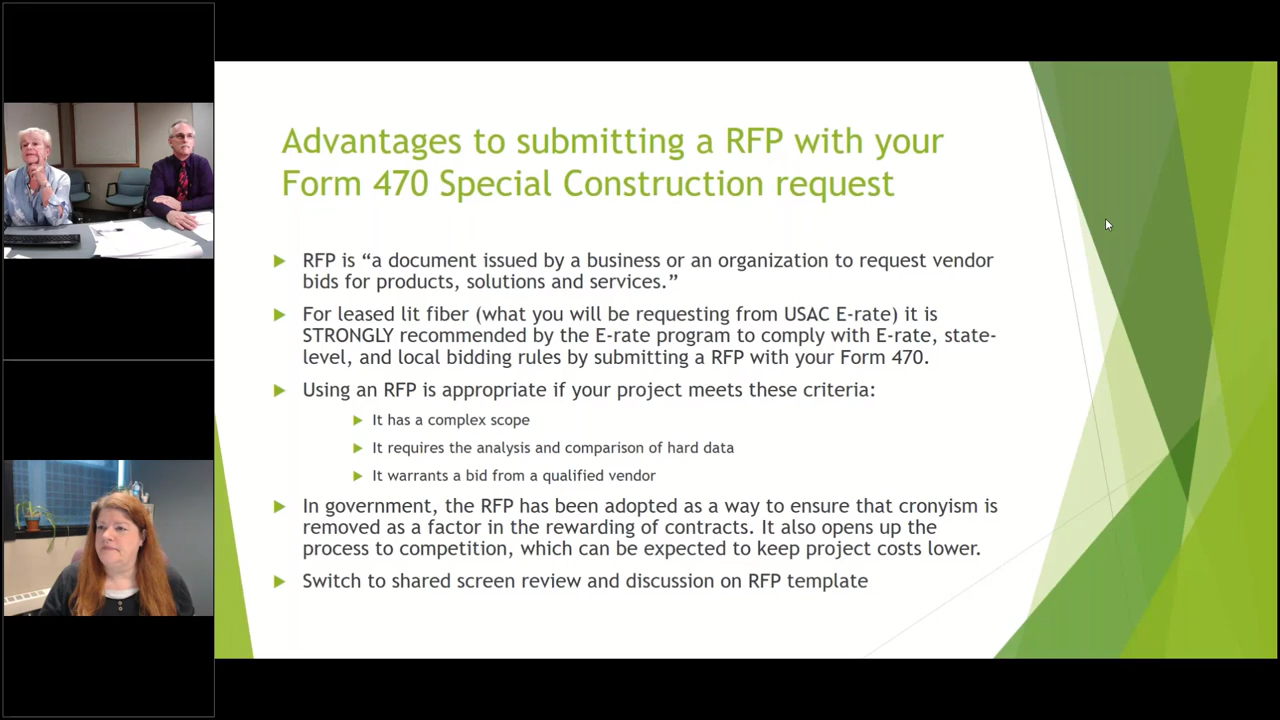 Advantages to submitting a RFP with your
Form 470 Special Construction request
RFP is “a document issued by a business or an organization to request vendor
bids for products, solutions and services.”
For leased lit fiber (what you will be requesting from USAC E-rate) it is
STRONGLY recommended by the E-rate program to comply with E-rate, state-
level, and local bidding rules by submitting a RFP with your Form 470.
Using an RFP is appropriate if your project meets these criteria:
It has a complex scope
It requires the analysis and comparison of hard data
It warrants a bid from a qualified vendor
In government, the RFP has been adopted as a way to ensure that cronyism is
removed as a factor in the rewarding of contracts. It also opens up the
process to competition, which can be expected to keep project costs lower.
Switch to shared screen review and discussion on RFP template